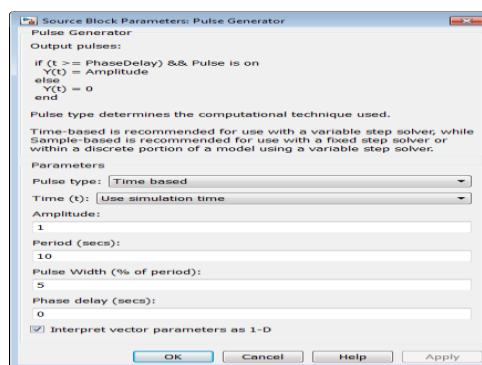 Source Block Parameters: Pulse Generator
Pulse Generator
Output pulses:
if (t >= PhaseDelay) && Pulse is on
Y(t) = Amplitude
else
Y(t) = 0
end
Pulse type determines the computational technique used.
Time-based is recommended for use with a variable step solver, while
Sample-based is recommended for use with a fixed step solver or
within a discrete portion of a model using a variable step solver.
Parameters
Pulse type: Time based
Time (t): Use simulation time
Amplitude:
1
Period (secs):
10
Pulse Width (% of period):
5
Phase delay (secs):
0
Interpret vector parameters as 1-D
OK Cancel Help Apply